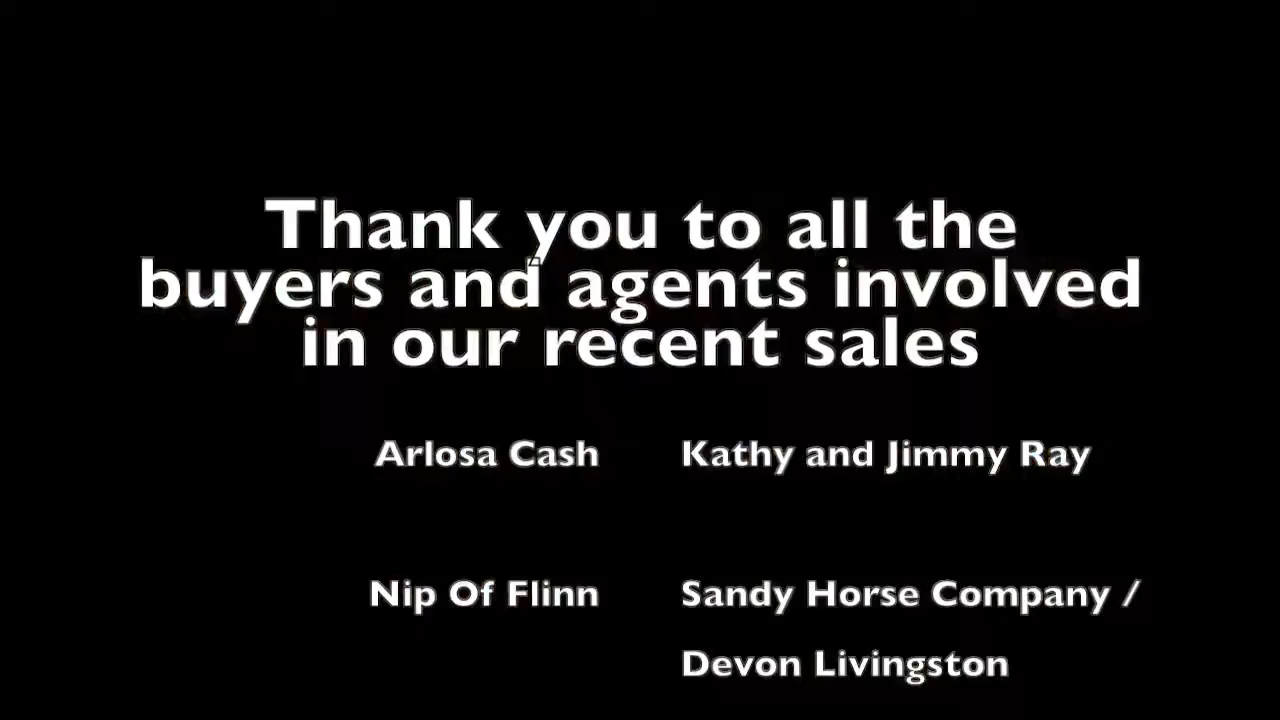 Thank you to all the
buyers and agents involved
in our recent sales
Arlosa Cash Kathy and Jimmy Ray
Nip Of Flinn Sandy Horse Company /
Devon Livingston